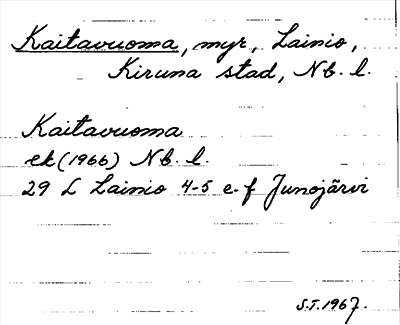 Kaitavuoma, myr, Lainio,
Kiruna stad, Nb. l.
Kaitavuoma
ek (1966) Nb. l.
29 L Lainio 4-5 e-f Junojärvi
S.T. 1967.